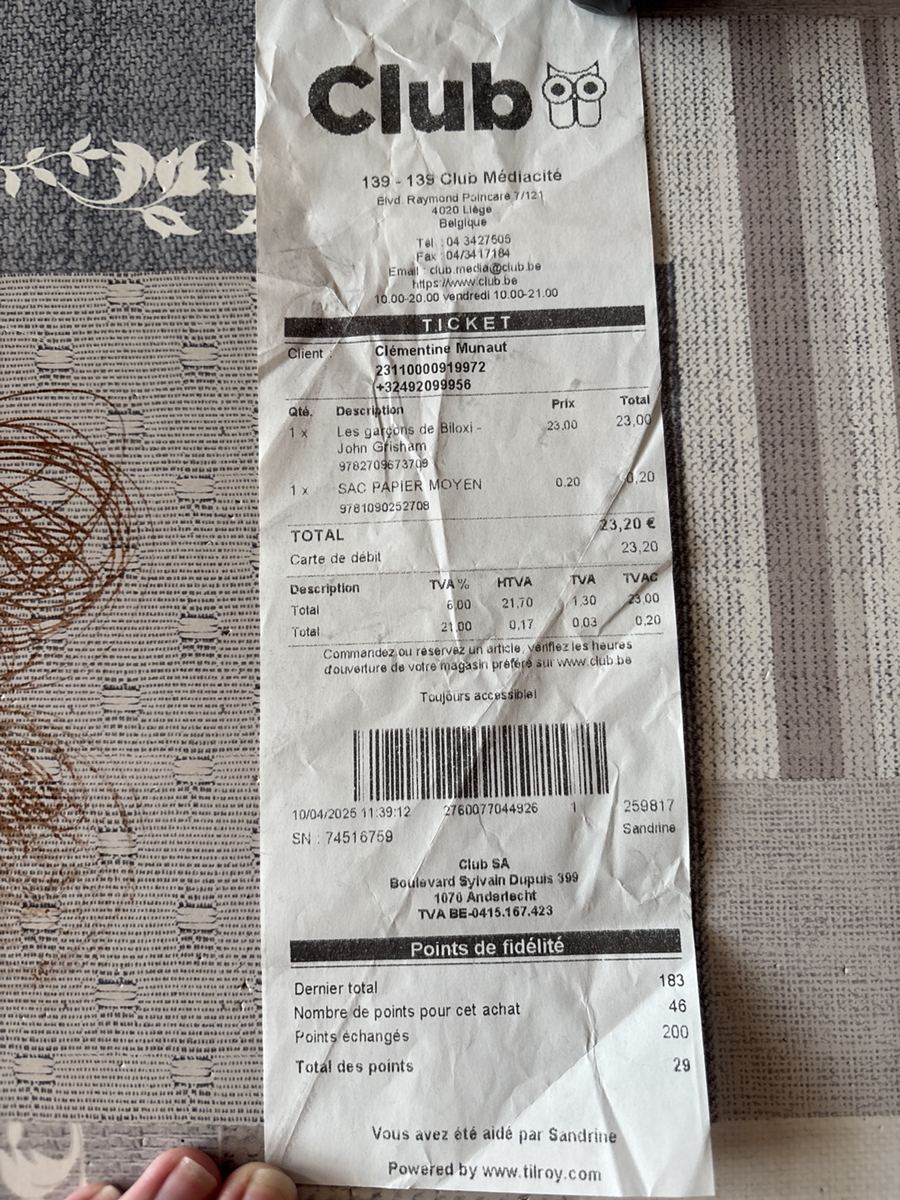 Club
139 - 139 Club Médiacité
Blvd. Raymond Poincaré 7/121
4020 Liège
Belgique
Tél : 04 3427605
Fax : 04/3417184
Email : club.media@club.be
https://www.club.be
10.00-20.00 vendredi 10.00-21.00
TICKET
Client : Clémentine Munaut
23110000919972
+32492099956
Qté. Description Prix Total
1 x Les garçons de Biloxi - 23,00 23,00
John Grisham
9782709673709
1 x SAC PAPIER MOYEN 0,20 0,20
9781090252708
TOTAL 23,20 €
Carte de débit 23,20
Description TVA % HTVA TVA TVAC
Total 6,00 21,70 1,30 23,00
Total 21,00 0,17 0,03 0,20
Commandez ou réservez un article, vérifiez les heures
d'ouverture de votre magasin préféré sur www.club.be
Toujours accessible!
10/04/2025 11:39:12 2760077044926 1 259817
SN : 74516759 Sandrine
Club SA
Boulevard Sylvain Dupuis 399
1070 Anderlecht
TVA BE-0415.167.423
Points de fidélité
Dernier total 183
Nombre de points pour cet achat 46
Points échangés 200
Total des points 29
Vous avez été aidé par Sandrine
Powered by www.tilroy.com